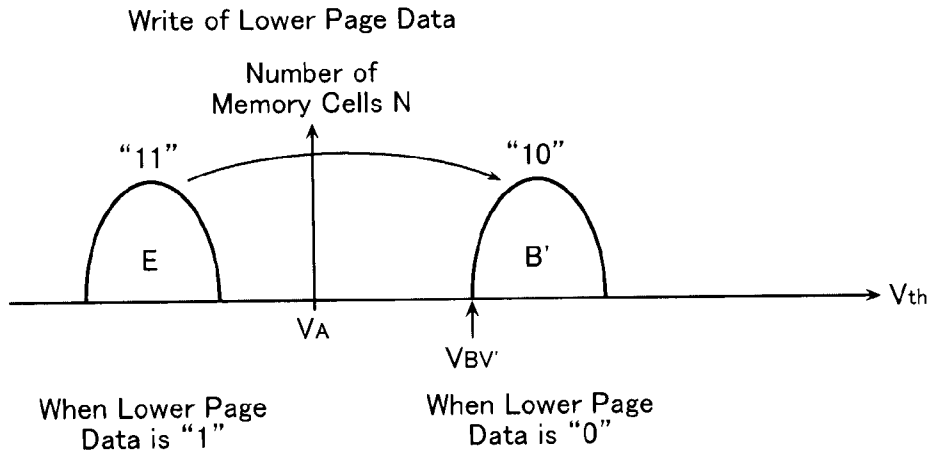 Write of Lower Page Data
Number of
Memory Cells N
“11”
“10”
E
B'
Vth
VA
VBV'
When Lower Page
Data is “1”
When Lower Page
Data is “0”